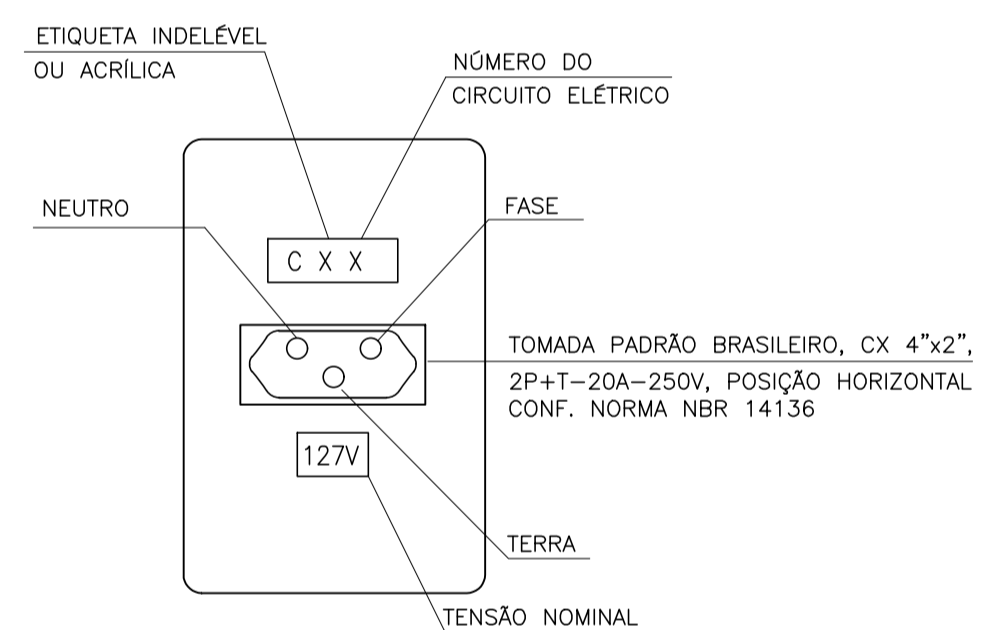 ETIQUETA INDELÉVEL
OU ACRÍLICA
NÚMERO DO
CIRCUITO ELÉTRICO
NEUTRO
FASE
C X X
TOMADA PADRÃO BRASILEIRO, CX 4”x2”,
2P+T–20A–250V, POSIÇÃO HORIZONTAL
CONF. NORMA NBR 14136
127V
TERRA
TENSÃO NOMINAL